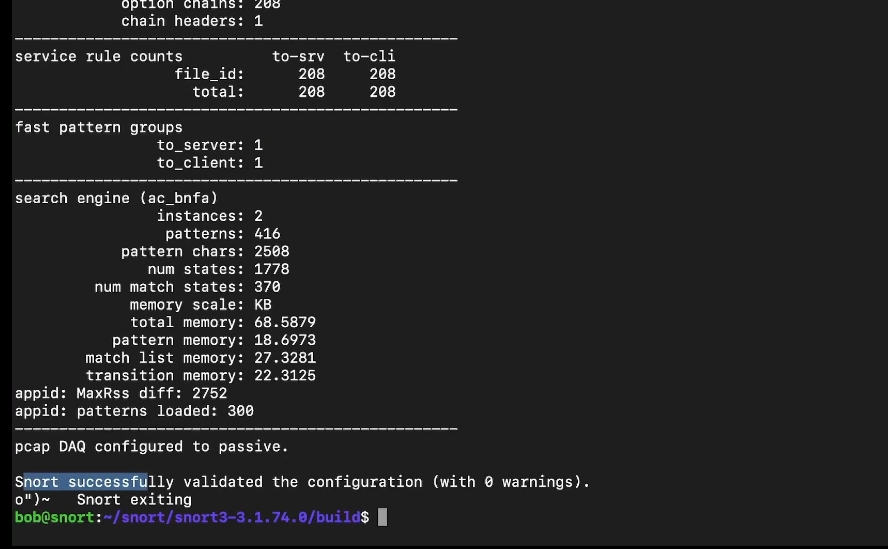 option chains: 208
chain headers: 1
--------------------------------------------------
service rule counts          to-srv  to-cli
file_id:      208     208
total:      208     208
--------------------------------------------------
fast pattern groups
to_server: 1
to_client: 1
--------------------------------------------------
search engine (ac_bnfa)
instances: 2
patterns: 416
pattern chars: 2508
num states: 1778
num match states: 370
memory scale: KB
total memory: 68.5879
pattern memory: 18.6973
match list memory: 27.3281
transition memory: 22.3125
appid: MaxRss diff: 2752
appid: patterns loaded: 300
--------------------------------------------------
pcap DAQ configured to passive.
Snort successfully validated the configuration (with 0 warnings).
o")~   Snort exiting
bob@snort:~/snort/snort3-3.1.74.0/build$